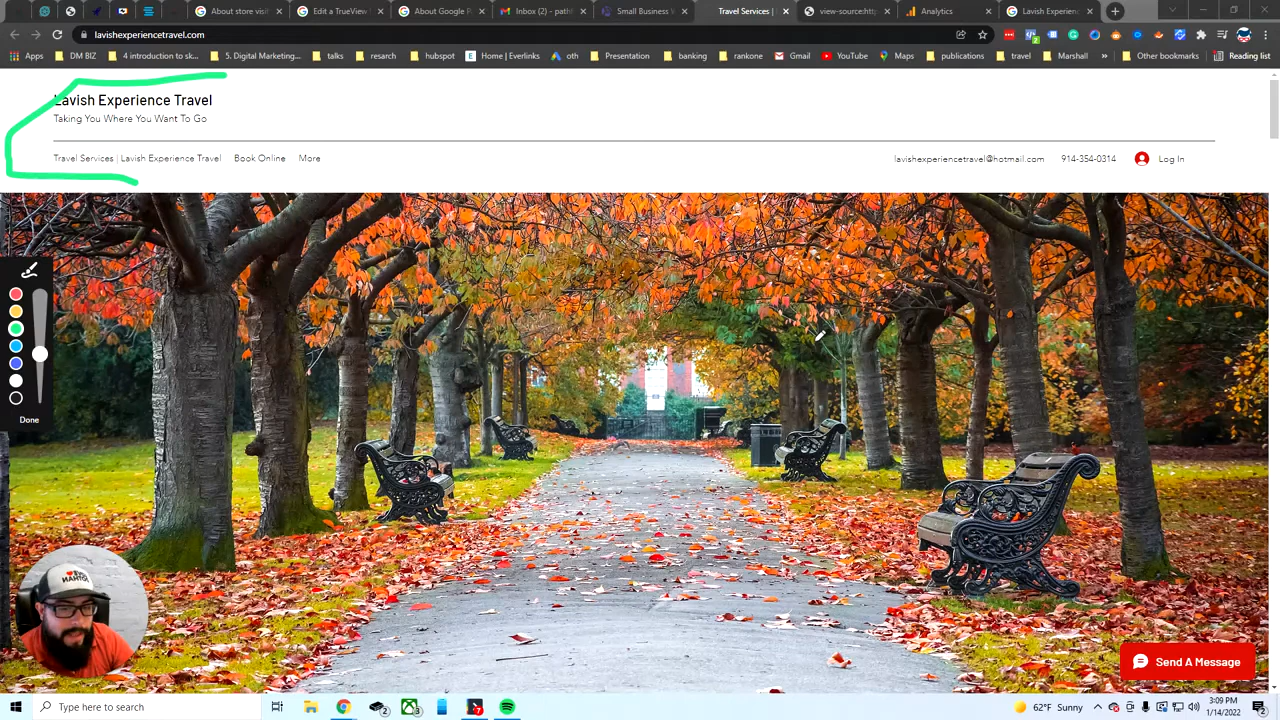 About store visit
Edit a TrueView
About Google R
Inbox (2) - path
Small Business
Travel Services |
view-source:http
Analytics
Lavish Experienc
lavishexperiencetravel.com
Apps
DM BIZ
4 introduction to sk...
5. Digital Marketing...
talks
resarch
hubspot
Home | Everlinks
oth
Presentation
banking
rankone
Gmail
YouTube
Maps
publications
travel
Marshall
Other bookmarks
Reading list
Lavish Experience Travel
Taking You Where You Want To Go
Travel Services | Lavish Experience Travel
Book Online
More
lavishexperiencetravel@hotmail.com
914-354-0314
Log In
Done
Send A Message
Type here to search
2
3
7
62°F Sunny
3:09 PM
1/14/2022
2